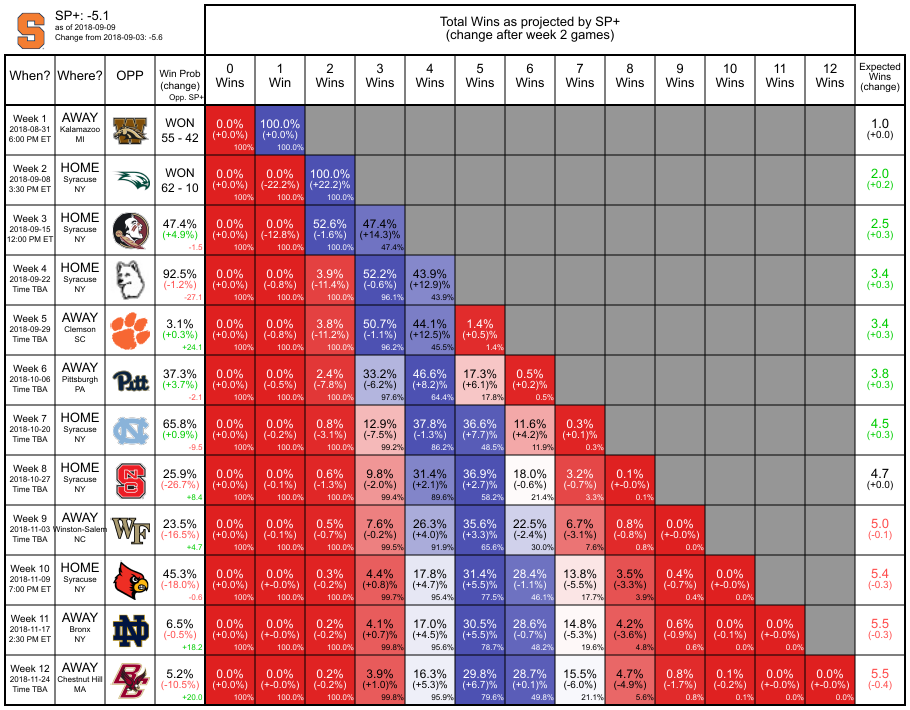 SP+: -5.1
as of 2018-09-09
Change from 2018-09-03: -5.6
Total Wins as projected by SP+
(change after week 2 games)
When? Where? OPP Win Prob (change) Opp. SP+ 0 Wins 1 Win 2 Wins 3 Wins 4 Wins 5 Wins 6 Wins 7 Wins 8 Wins 9 Wins 10 Wins 11 Wins 12 Wins Expected Wins (change)
Week 1 AWAY WON 0.0% 100.0% 1.0
2018-08-31 Kalamazoo 55 - 42 (+0.0%) (+0.0%) (+0.0)
6:00 PM ET MI 100% 100.0%
Week 2 HOME WON 0.0% 0.0% 100.0% 2.0
2018-09-08 Syracuse 62 - 10 (+0.0%) (-22.2%) (+22.2)% (+0.2)
3:30 PM ET NY 100% 100.0% 100.0%
Week 3 HOME 47.4% 0.0% 0.0% 52.6% 47.4% 2.5
2018-09-15 Syracuse (+4.9%) (+0.0%) (-12.8%) (-1.6%) (+14.3)% (+0.3)
12:00 PM ET NY -1.5 100% 100.0% 100.0% 47.4%
Week 4 HOME 92.5% 0.0% 0.0% 3.9% 52.2% 43.9% 3.4
2018-09-22 Syracuse (-1.2%) (+0.0%) (-0.8%) (-11.4%) (-0.6%) (+12.9)% (+0.3)
Time TBA NY -27.1 100% 100.0% 100.0% 96.1% 43.9%
Week 5 AWAY 3.1% 0.0% 0.0% 3.8% 50.7% 44.1% 1.4% 3.4
2018-09-29 Clemson (+0.3%) (+0.0%) (-0.8%) (-11.2%) (-1.1%) (+12.5)% (+0.5)% (+0.3)
Time TBA SC +24.1 100% 100.0% 100.0% 96.2% 45.5% 1.4%
Week 6 AWAY Pitt 37.3% 0.0% 0.0% 2.4% 33.2% 46.6% 17.3% 0.5% 3.8
2018-10-06 Pittsburgh (+3.7%) (+0.0%) (-0.5%) (-7.8%) (-6.2%) (+8.2)% (+6.1)% (+0.2)% (+0.3)
Time TBA PA -2.1 100% 100.0% 100.0% 97.6% 64.4% 17.8% 0.5%
Week 7 HOME NC 65.8% 0.0% 0.0% 0.8% 12.9% 37.8% 36.6% 11.6% 0.3% 4.5
2018-10-20 Syracuse (+0.9%) (+0.0%) (-0.2%) (-3.1%) (-7.5%) (-1.3%) (+7.7)% (+4.2)% (+0.1)% (+0.3)
Time TBA NY -9.5 100% 100.0% 100.0% 99.2% 86.2% 48.5% 11.9% 0.3%
Week 8 HOME 25.9% 0.0% 0.0% 0.6% 9.8% 31.4% 36.9% 18.0% 3.2% 0.1% 4.7
2018-10-27 Syracuse (-26.7%) (+0.0%) (-0.1%) (-1.3%) (-2.0%) (+2.1)% (+2.7)% (-0.6%) (-0.7%) (+-0.0% (+0.0)
Time TBA NY +8.4 100% 100.0% 100.0% 99.4% 89.6% 58.2% 21.4% 3.3% 0.1%
Week 9 AWAY WF 23.5% 0.0% 0.0% 0.5% 7.6% 26.3% 35.6% 22.5% 6.7% 0.8% 0.0% 5.0
2018-11-03 Winston-Salem (-16.5%) (+0.0%) (-0.1%) (-0.7%) (-0.2%) (+4.0)% (+3.3)% (-2.4%) (-3.1%) (-0.8%) (+-0.0% (-0.1)
Time TBA NC +4.7 100% 100.0% 100.0% 99.5% 91.9% 65.6% 30.0% 7.6% 0.8% 0.0%
Week 10 HOME 45.3% 0.0% 0.0% 0.3% 4.4% 17.8% 31.4% 28.4% 13.8% 3.5% 0.4% 0.0% 5.4
2018-11-09 Syracuse (-18.0%) (+0.0%) (+-0.0% (-0.2%) (+0.8)% (+4.7)% (+5.5)% (-1.1%) (-5.5%) (-3.3%) (-0.7%) (+-0.0% (-0.3)
7:00 PM ET NY -0.6 100% 100.0% 100.0% 99.7% 95.4% 77.5% 46.1% 17.7% 3.9% 0.4% 0.0%
Week 11 AWAY ND 6.5% 0.0% 0.0% 0.2% 4.1% 17.0% 30.5% 28.6% 14.8% 4.2% 0.6% 0.0% 0.0% 5.5
2018-11-17 Bronx (-0.5%) (+0.0%) (+-0.0% (-0.2%) (+0.7)% (+4.5)% (+5.5)% (-0.7%) (-5.3%) (-3.6%) (-0.9%) (-0.1%) (+-0.0% (-0.3)
2:30 PM ET NY +18.2 100% 100.0% 100.0% 99.8% 95.6% 78.7% 48.2% 19.6% 4.8% 0.6% 0.0% 0.0%
Week 12 AWAY BC 5.2% 0.0% 0.0% 0.2% 3.9% 16.3% 29.8% 28.7% 15.5% 4.7% 0.8% 0.1% 0.0% 0.0% 5.5
2018-11-24 Chestnut Hill (-10.5%) (+0.0%) (+-0.0% (-0.2%) (+1.0)% (+5.3)% (+6.7)% (+0.1)% (-6.0%) (-4.9%) (-1.7%) (-0.2%) (+-0.0% (+-0.0% (-0.4)
Time TBA MA +20.0 100% 100.0% 100.0% 99.8% 95.9% 79.6% 49.8% 21.1% 5.6% 0.8% 0.1% 0.0% 0.0%